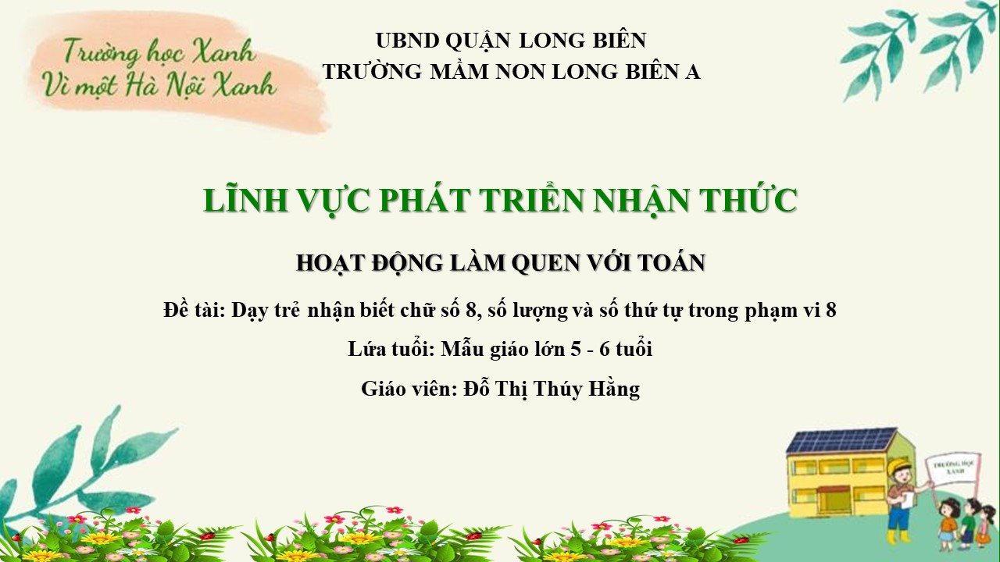 Trường học Xanh
Vì một Hà Nội Xanh
UBND QUẬN LONG BIÊN
TRƯỜNG MẦM NON LONG BIÊN A
LĨNH VỰC PHÁT TRIỂN NHẬN THỨC
HOẠT ĐỘNG LÀM QUEN VỚI TOÁN
Đề tài: Dạy trẻ nhận biết chữ số 8, số lượng và số thứ tự trong phạm vi 8
Lứa tuổi: Mẫu giáo lớn 5 - 6 tuổi
Giáo viên: Đỗ Thị Thúy Hằng
TRƯỜNG HỌC
XANH